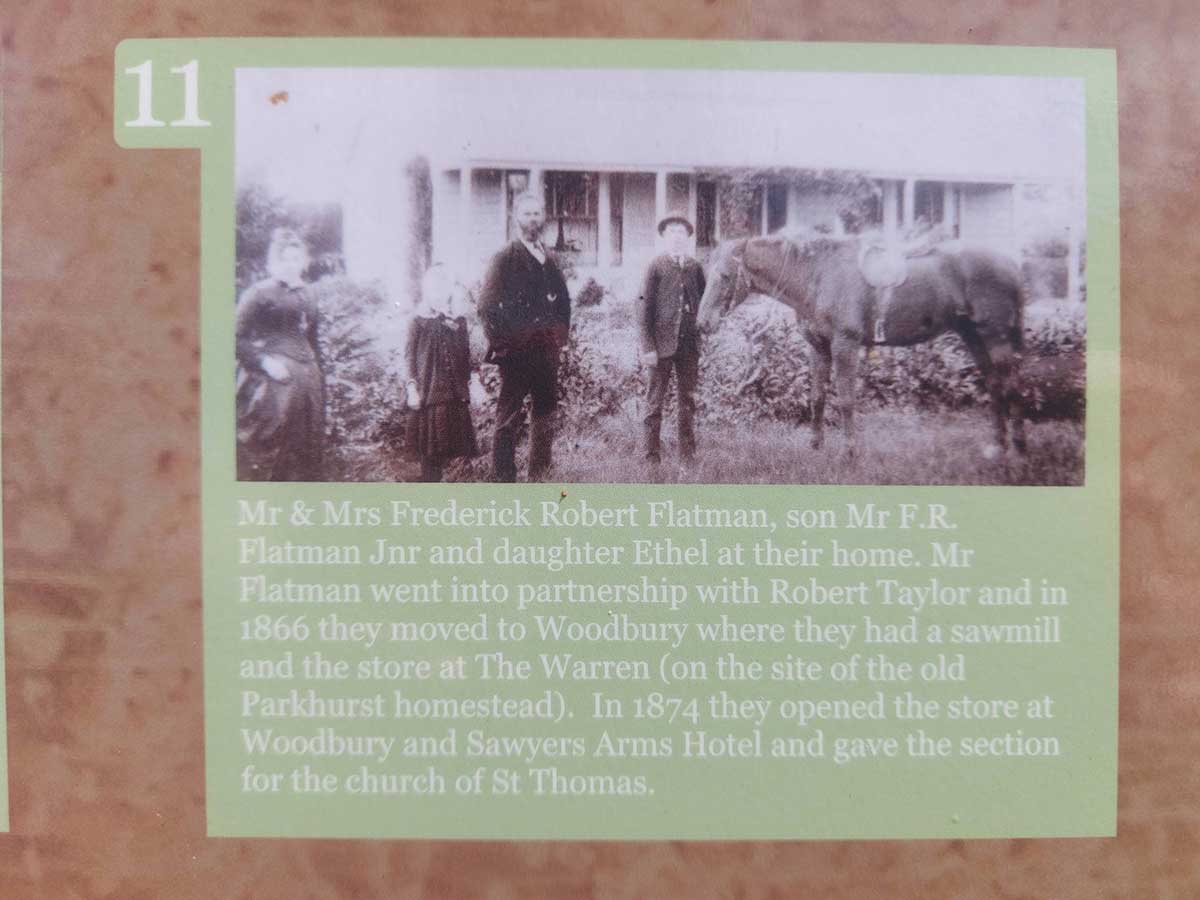 11
Mr & Mrs Frederick Robert Flatman, son Mr F.R.
Flatman Jnr and daughter Ethel at their home. Mr
Flatman went into partnership with Robert Taylor and in
1866 they moved to Woodbury where they had a sawmill
and the store at The Warren (on the site of the old
Parkhurst homestead).  In 1874 they opened the store at
Woodbury and Sawyers Arms Hotel and gave the section
for the church of St Thomas.